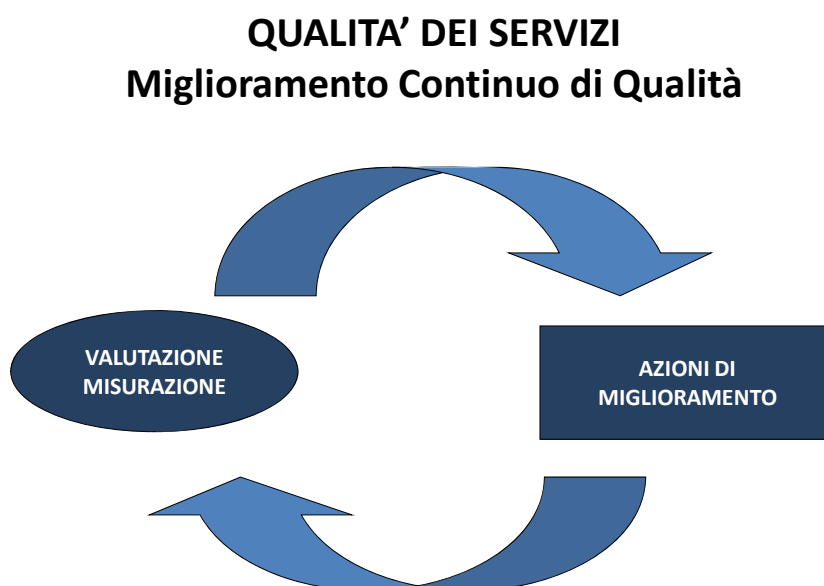 QUALITA’ DEI SERVIZI
Miglioramento Continuo di Qualità
VALUTAZIONE
MISURAZIONE
AZIONI DI
MIGLIORAMENTO